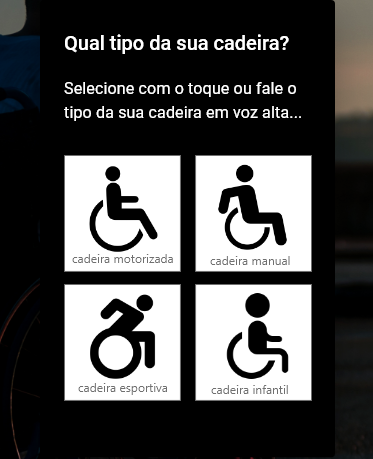 Qual tipo da sua cadeira?
Selecione com o toque ou fale o
tipo da sua cadeira em voz alta...
cadeira motorizada
cadeira manual
cadeira esportiva
cadeira infantil